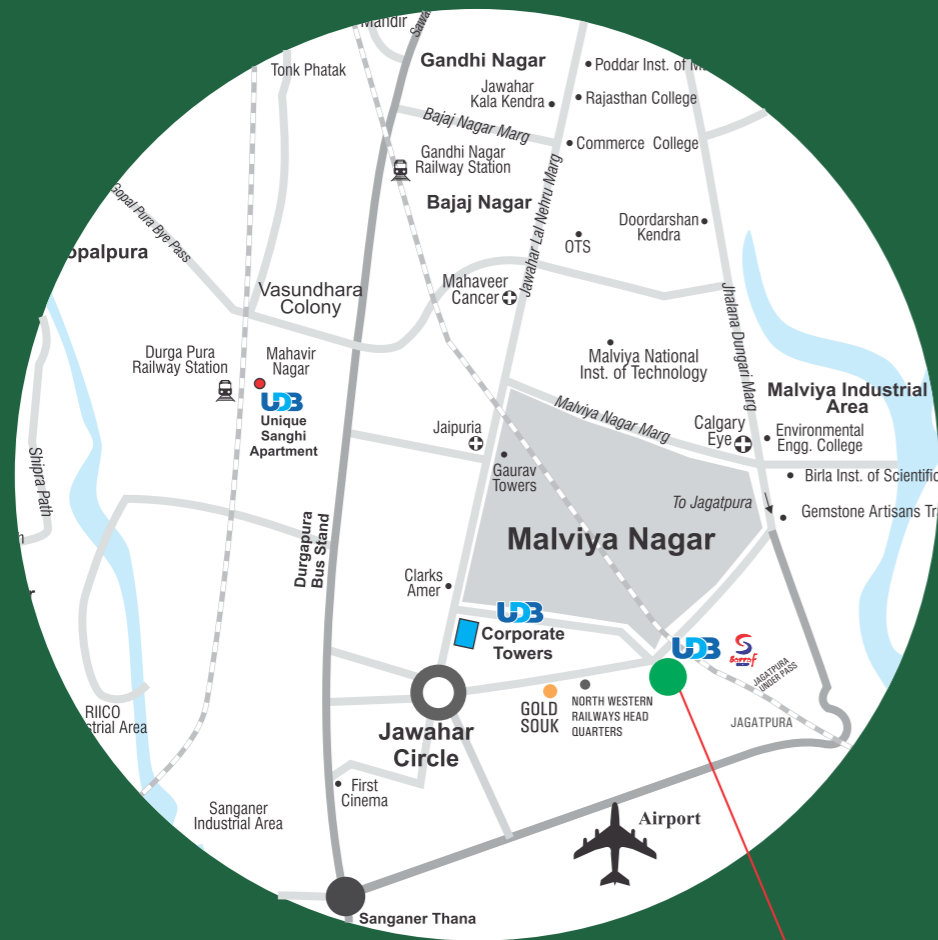 Mandir
Tonk Phatak
Gandhi Nagar
Poddar Inst. of
Jawahar
Kala Kendra
Rajasthan College
Bajaj Nagar Marg
Commerce College
Gandhi Nagar
Railway Station
Jawahar Lal Nehru Marg
Gopal Pura Bye Pass
Bajaj Nagar
Doordarshan
Kendra
OTS
opalpura
Vasundhara
Colony
Mahaveer
Cancer
Jhalana Dungari Marg
Durga Pura
Railway Station
Mahavir
Nagar
UDB
Unique
Sanghi
Apartment
Malviya National
Inst. of Technology
Malviya Industrial
Area
Malviya Nagar Marg
Calgary
Eye
Environmental
Engg. College
Jaipuria
Gaurav
Towers
Birla Inst. of Scientific
Shipra Path
To Jagatpura
Gemstone Artisans Tr
Malviya Nagar
Durgapura
Bus Stand
Clarks
Amer
UDB
Corporate
Towers
UDB
JAGATPURA
UNDER PASS
GOLD
SOUK
NORTH WESTERN
RAILWAYS HEAD
QUARTERS
JAGATPURA
RIICO
strial Area
Jawahar
Circle
First
Cinema
Sanganer
Industrial Area
Airport
Sanganer Thana